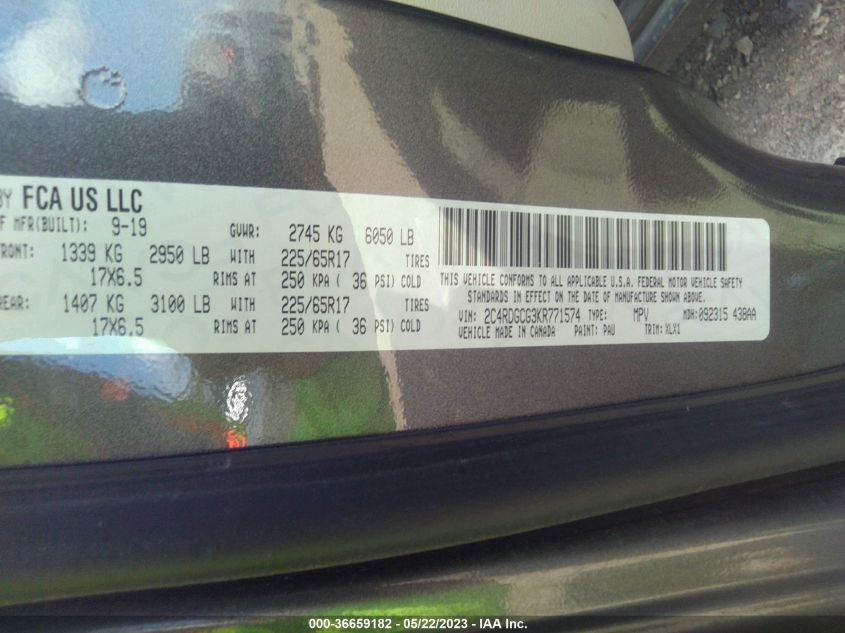 BY FCA US LLC
OF MFR(BUILT): 9-19 GVWR: 2745 KG 6050 LB
FRONT: 1339 KG 2950 LB WITH 225/65R17 TIRES
17X6.5 RIMS AT 250 KPA ( 36 PSI) COLD
REAR: 1407 KG 3100 LB WITH 225/65R17 TIRES
17X6.5 RIMS AT 250 KPA ( 36 PSI) COLD
THIS VEHICLE CONFORMS TO ALL APPLICABLE U.S.A. FEDERAL MOTOR VEHICLE SAFETY
STANDARDS IN EFFECT ON THE DATE OF MANUFACTURE SHOWN ABOVE.
VIN: 2C4RDGCG3KR771574 TYPE: MPV MDH: 092315 438AA
VEHICLE MADE IN CANADA PAINT: PAU TRIM: KLX1
000-36659182 - 05/22/2023 - IAA Inc.